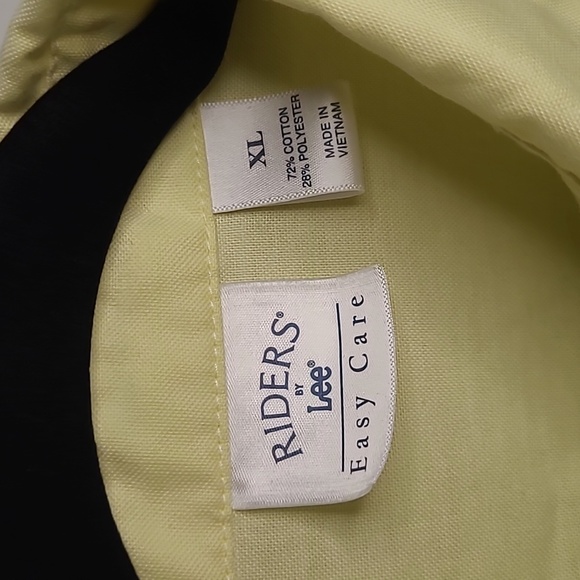 RIDERS®
BY
Lee®
Easy Care
XL
72% COTTON
28% POLYESTER
MADE IN
VIETNAM